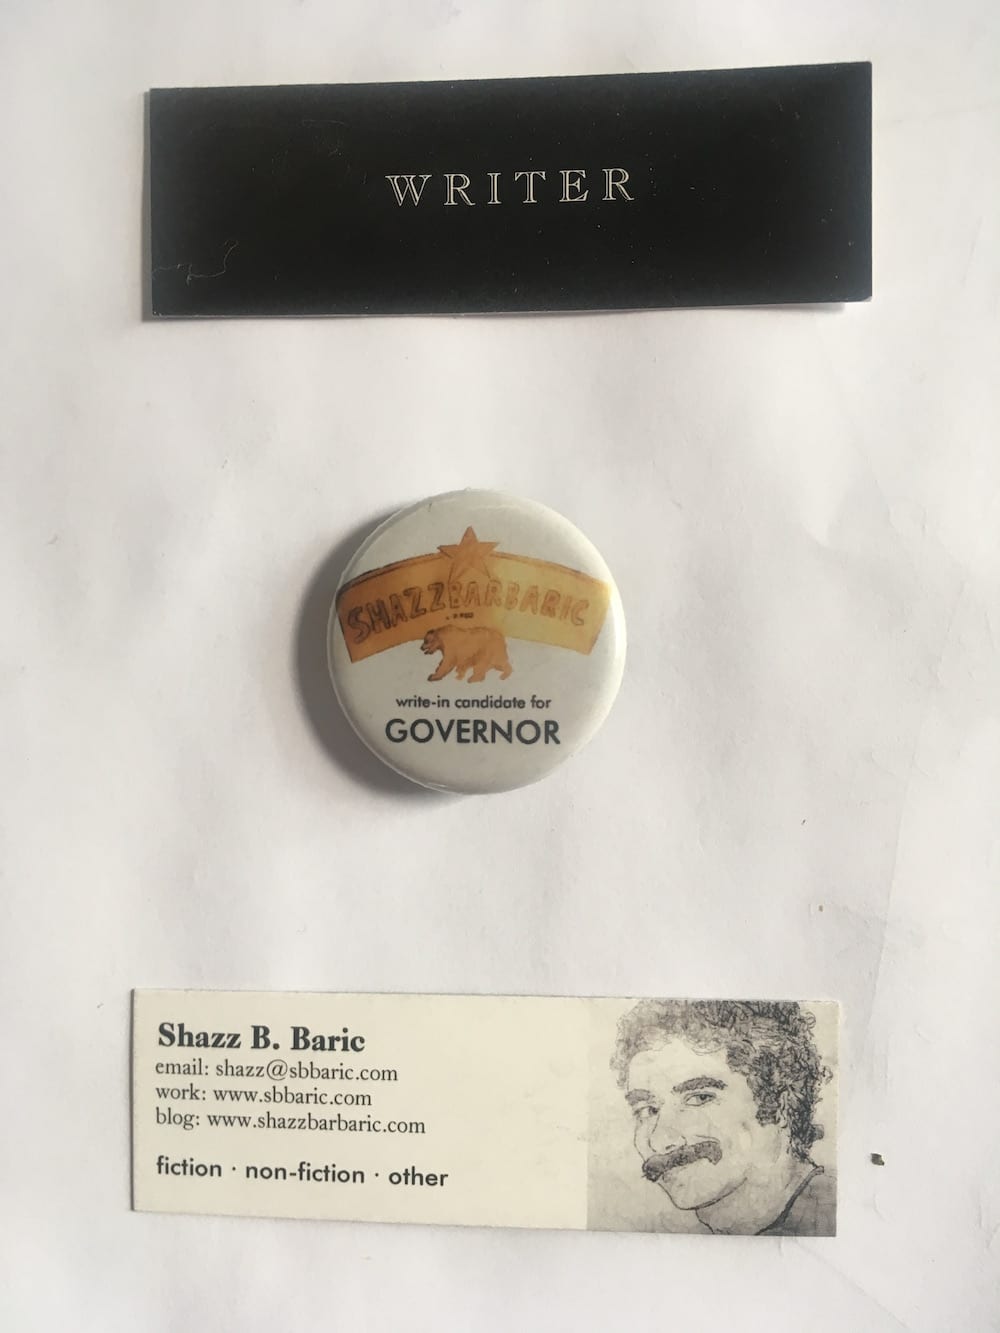 WRITER
SHAZZBARBARIC
write-in candidate for
GOVERNOR
Shazz B. Baric
email: shazz@sbbaric.com
work: www.sbbaric.com
blog: www.shazzbarbaric.com
fiction · non-fiction · other